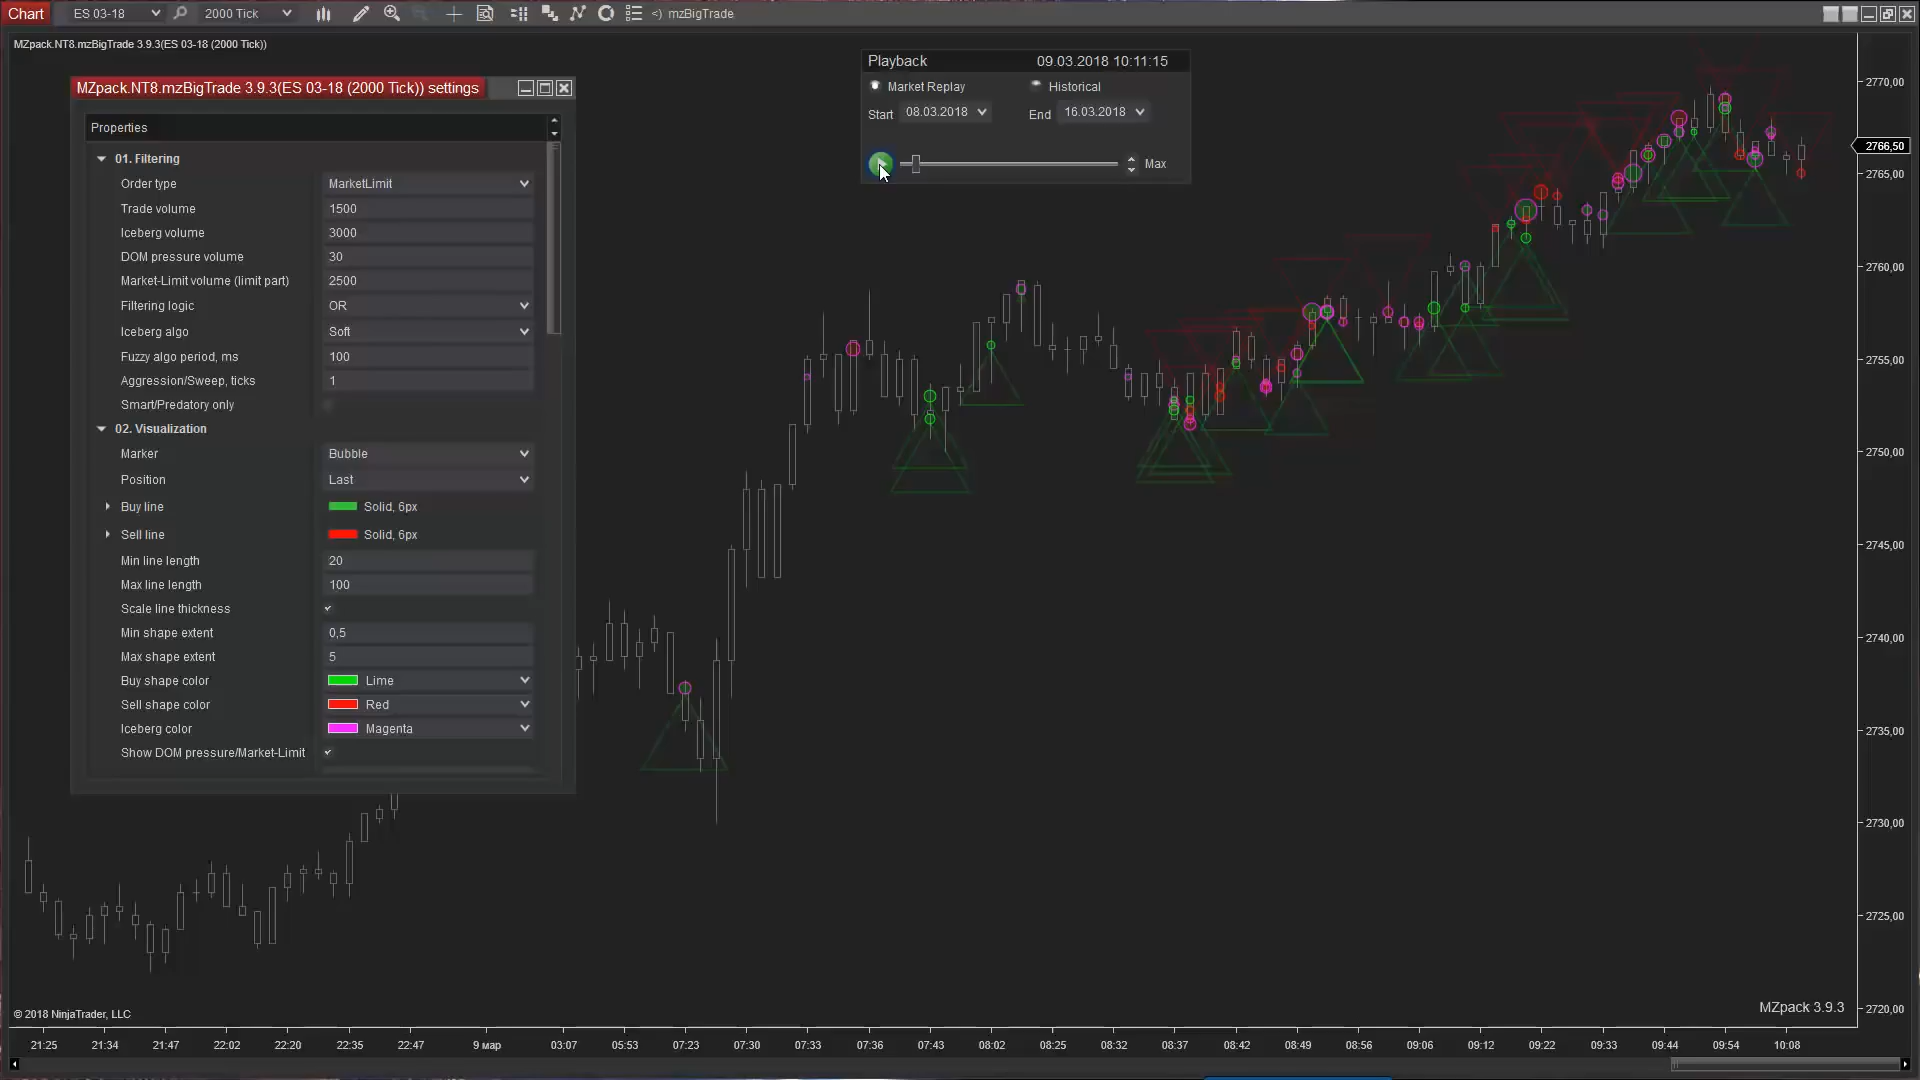 Chart ES 03-18 2000 Tick <) mzBigTrade
MZpack.NT8.mzBigTrade 3.9.3(ES 03-18 (2000 Tick))
Playback 09.03.2018 10:11:15
Market Replay Historical
Start 08.03.2018 End 16.03.2018
Max
MZpack.NT8.mzBigTrade 3.9.3(ES 03-18 (2000 Tick)) settings
Properties
01. Filtering
Order type MarketLimit
Trade volume 1500
Iceberg volume 3000
DOM pressure volume 30
Market-Limit volume (limit part) 2500
Filtering logic OR
Iceberg algo Soft
Fuzzy algo period, ms 100
Aggression/Sweep, ticks 1
Smart/Predatory only
02. Visualization
Marker Bubble
Position Last
Buy line Solid, 6px
Sell line Solid, 6px
Min line length 20
Max line length 100
Scale line thickness
Min shape extent 0,5
Max shape extent 5
Buy shape color Lime
Sell shape color Red
Iceberg color Magenta
Show DOM pressure/Market-Limit
2770,00
2766,50
2765,00
2760,00
2755,00
2750,00
2745,00
2740,00
2735,00
2730,00
2725,00
2720,00
MZpack 3.9.3
© 2018 NinjaTrader, LLC
21:25 21:34 21:47 22:02 22:20 22:35 22:47 9 мар 03:07 05:53 07:23 07:30 07:33 07:36 07:43 08:02 08:25 08:32 08:37 08:42 08:49 08:56 09:06 09:12 09:22 09:33 09:44 09:54 10:08